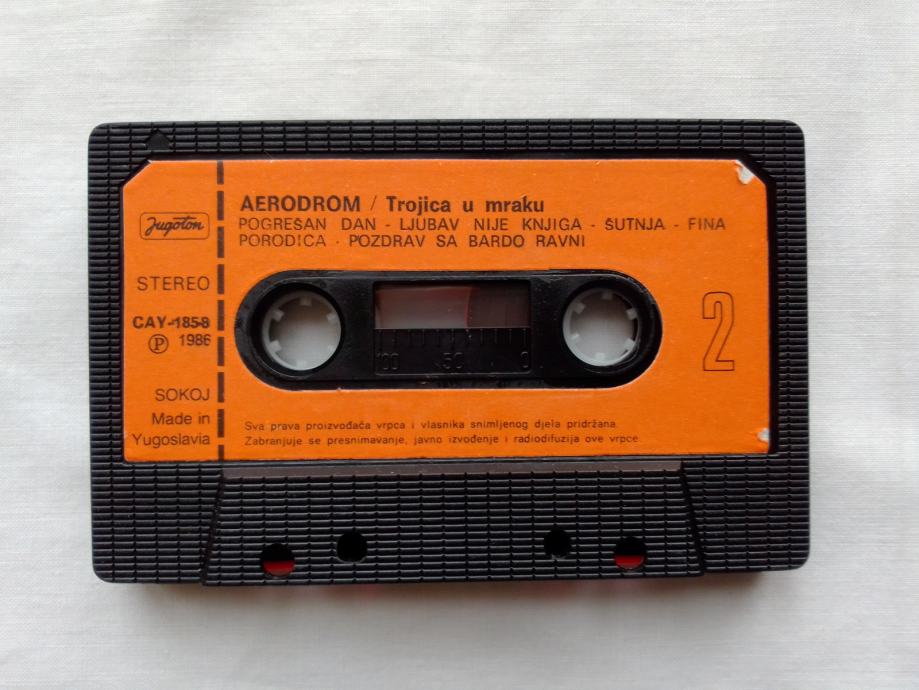 AERODROM / Trojica u mraku
POGREŠAN DAN - LJUBAV NIJE KNJIGA - ŠUTNJA - FINA
PORODICA - POZDRAV SA BARDO RAVNI
Jugoton
STEREO
CAY-1858
Ⓟ 1986
SOKOJ
Made in
Yugoslavia
100 50 0
2
Sva prava proizvođača vrpca i vlasnika snimljenog djela pridržana.
Zabranjuje se presnimavanje, javno izvođenje i radiodifuzija ove vrpce.